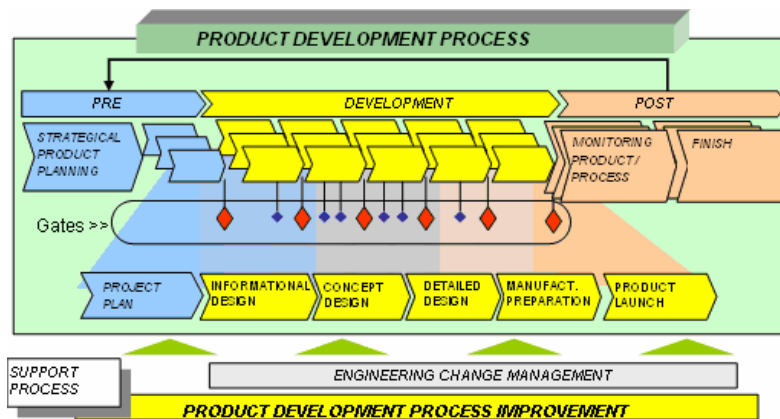 PRODUCT DEVELOPMENT PROCESS
PRE
DEVELOPMENT
POST
STRATEGICAL
PRODUCT
PLANNING
MONITORING
PRODUCT/
PROCESS
FINISH
Gates >>
PROJECT
PLAN
INFORMATIONAL
DESIGN
CONCEPT
DESIGN
DETAILED
DESIGN
MANUFACT.
PREPARATION
PRODUCT
LAUNCH
SUPPORT
PROCESS
ENGINEERING CHANGE MANAGEMENT
PRODUCT DEVELOPMENT PROCESS IMPROVEMENT